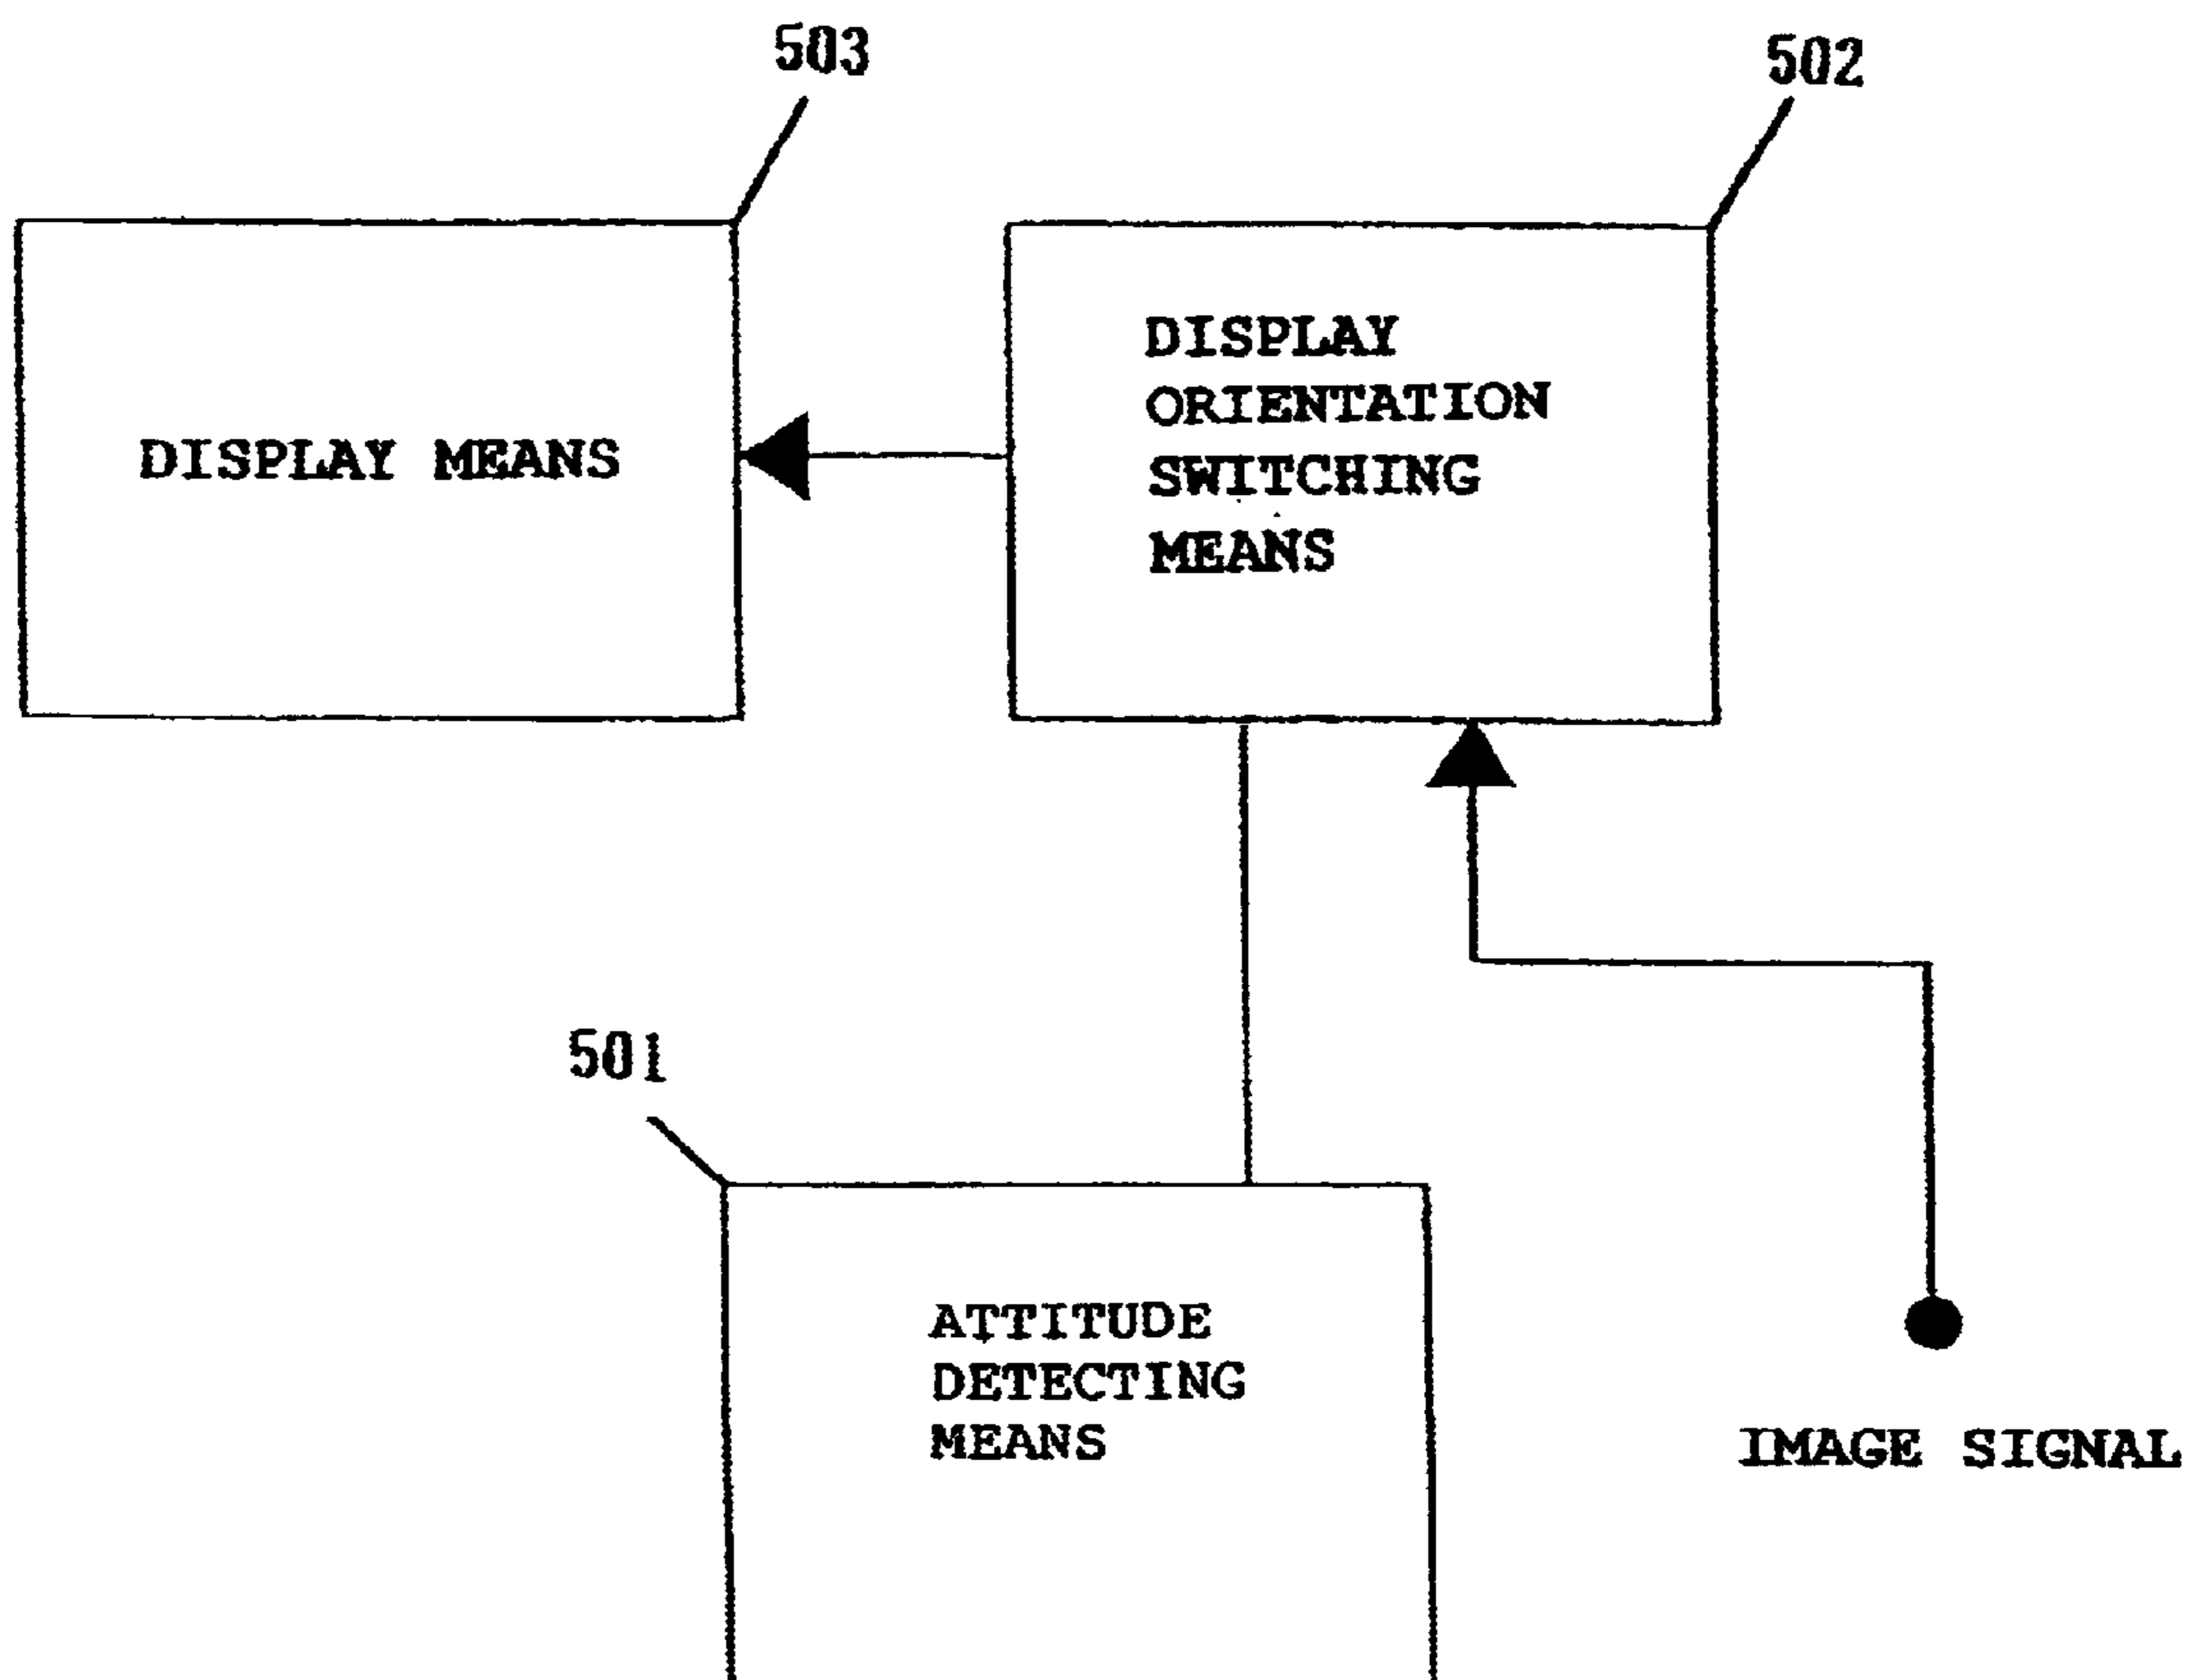 503
502
DISPLAY MEANS
DISPLAY
ORIENTATION
SWITCHING
MEANS
501
ATTITUDE
DETECTING
MEANS
IMAGE SIGNAL